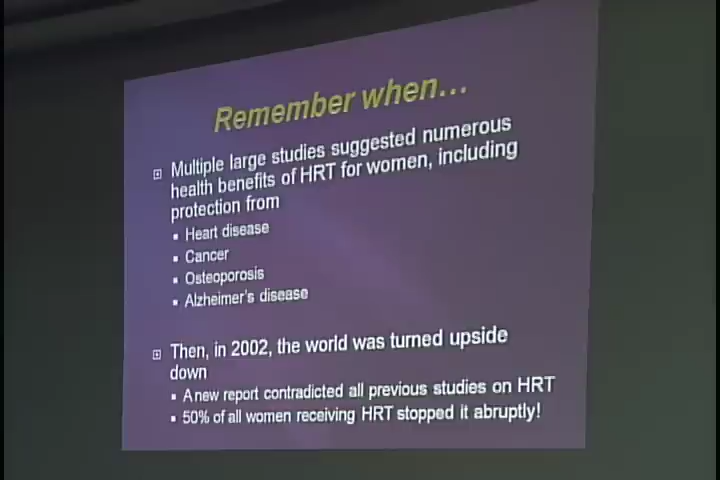 Remember when...
Multiple large studies suggested numerous
health benefits of HRT for women, including
protection from
Heart disease
Cancer
Osteoporosis
Alzheimer's disease
Then, in 2002, the world was turned upside
down
A new report contradicted all previous studies on HRT
50% of all women receiving HRT stopped it abruptly!